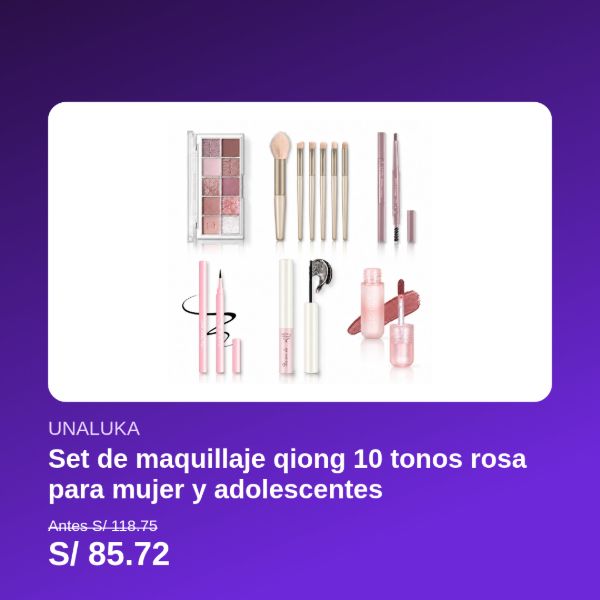 UNALUKA
Set de maquillaje qiong 10 tonos rosa
para mujer y adolescentes
Antes S/ 118.75
S/ 85.72